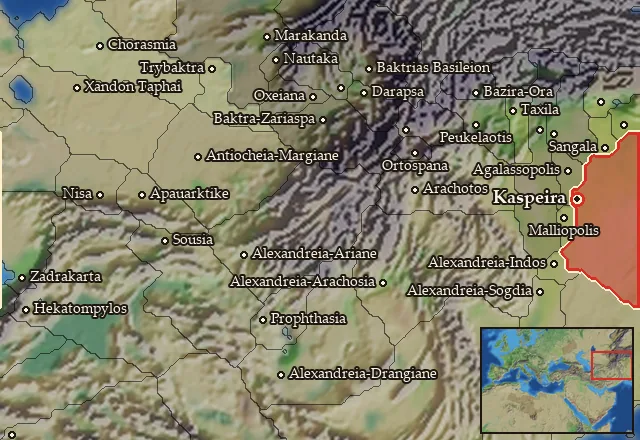 Marakanda
Chorasmia
Nautaka
Trybaktra
Baktrias Basileion
Xandon Taphai
Oxeiana
Darapsa
Bazira-Ora
Taxila
Baktra-Zariaspa
Peukelaotis
Sangala
Antiocheia-Margiane
Ortospana
Agalassopolis
Nisa
Apauarktike
Arachotos
Kaspeira
Malliopolis
Sousia
Alexandreia-Ariane
Alexandreia-Indos
Zadrakarta
Alexandreia-Arachosia
Alexandreia-Sogdia
Hekatompylos
Prophthasia
Alexandreia-Drangiane